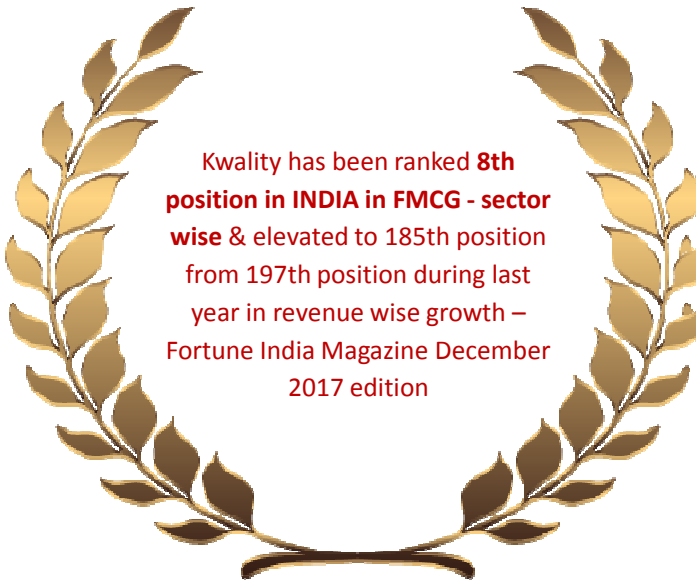 Kwality has been ranked 8th
position in INDIA in FMCG - sector
wise & elevated to 185th position
from 197th position during last
year in revenue wise growth –
Fortune India Magazine December
2017 edition